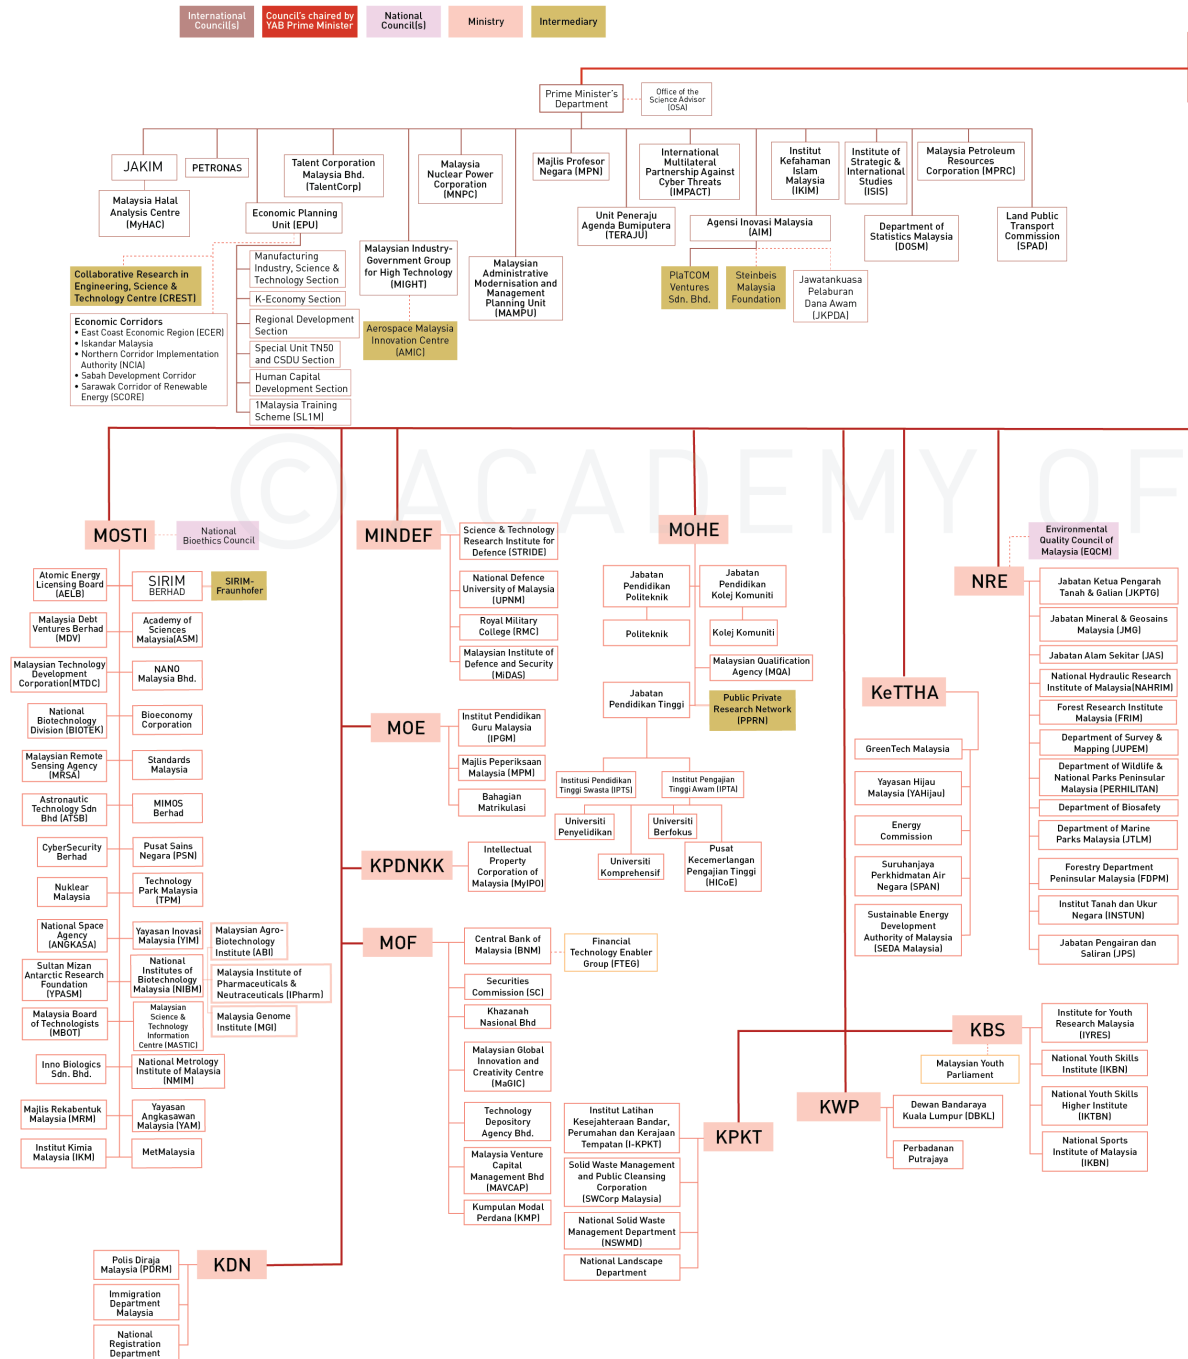 International
Council(s)
Council's chaired by
YAB Prime Minister
National
Council(s)
Ministry
Intermediary
Prime Minister's
Department
Office of the
Science Advisor
(OSA)
JAKIM
PETRONAS
Talent Corporation
Malaysia Bhd.
(TalentCorp)
Malaysia
Nuclear Power
Corporation
(MNPC)
Majlis Profesor
Negara (MPN)
International
Multilateral
Partnership Against
Cyber Threats
(IMPACT)
Institut
Kefahaman
Islam
Malaysia
(IKIM)
Institute of
Strategic &
International
Studies
(ISIS)
Malaysia Petroleum
Resources
Corporation (MPRC)
Malaysia Halal
Analysis Centre
(MyHAC)
Economic Planning
Unit (EPU)
Malaysian Industry-
Government Group
for High Technology
(MIGHT)
Malaysian
Administrative
Modernisation and
Management
Planning Unit
(MAMPU)
Unit Peneraju
Agenda Bumiputera
(TERAJU)
Agensi Inovasi Malaysia
(AIM)
Department of
Statistics Malaysia
(DOSM)
Land Public
Transport
Commission
(SPAD)
Collaborative Research in
Engineering, Science &
Technology Centre (CREST)
Manufacturing
Industry, Science &
Technology Section
K-Economy Section
Regional Development
Section
Special Unit TN50
and CSDU Section
Human Capital
Development Section
1Malaysia Training
Scheme (SL1M)
Economic Corridors
• East Coast Economic Region (ECER)
• Iskandar Malaysia
• Northern Corridor Implementation
Authority (NCIA)
• Sabah Development Corridor
• Sarawak Corridor of Renewable
Energy (SCORE)
Aerospace Malaysia
Innovation Centre
(AMIC)
PlaTCOM
Ventures
Sdn. Bhd.
Steinbeis
Malaysia
Foundation
Jawatankuasa
Pelaburan
Dana Awam
(JKPDA)
© ACADEMY OF
MOSTI
National
Bioethics Council
Atomic Energy
Licensing Board
(AELB)
SIRIM
BERHAD
SIRIM-
Fraunhofer
Malaysia Debt
Ventures Berhad
(MDV)
Academy of
Sciences
Malaysia(ASM)
Malaysian Technology
Development
Corporation(MTDC)
NANO
Malaysia Bhd.
National
Biotechnology
Division (BIOTEK)
Bioeconomy
Corporation
Malaysian Remote
Sensing Agency
(MRSA)
Standards
Malaysia
Astronautic
Technology Sdn
Bhd (ATSB)
MIMOS
Berhad
CyberSecurity
Berhad
Pusat Sains
Negara (PSN)
Nuklear
Malaysia
Technology
Park Malaysia
(TPM)
National Space
Agency
(ANGKASA)
Yayasan Inovasi
Malaysia (YIM)
Malaysian Agro-
Biotechnology
Institute (ABI)
Sultan Mizan
Antarctic Research
Foundation
(YPASM)
National
Institutes of
Biotechnology
Malaysia (NIBM)
Malaysia Institute of
Pharmaceuticals &
Neutraceuticals (IPharm)
Malaysia Board
of Technologists
(MBOT)
Malaysian
Science &
Technology
Information
Centre (MASTIC)
Malaysia Genome
Institute (MGI)
Inno Biologics
Sdn. Bhd.
National Metrology
Institute of Malaysia
(NMIM)
Majlis Rekabentuk
Malaysia (MRM)
Yayasan
Angkasawan
Malaysia (YAM)
Institut Kimia
Malaysia (IKM)
MetMalaysia
KDN
Polis Diraja
Malaysia (PDRM)
Immigration
Department
Malaysia
National
Registration
Department
MINDEF
Science & Technology
Research Institute for
Defence (STRIDE)
National Defence
University of Malaysia
(UPNM)
Royal Military
College (RMC)
Malaysian Institute of
Defence and Security
(MiDAS)
MOE
Institut Pendidikan
Guru Malaysia
(IPGM)
Majlis Peperiksaan
Malaysia (MPM)
Bahagian
Matrikulasi
KPDNKK
Intellectual
Property
Corporation of
Malaysia (MyIPO)
MOF
Central Bank of
Malaysia (BNM)
Financial
Technology Enabler
Group (FTEG)
Securities
Commission (SC)
Khazanah
Nasional Bhd
Malaysian Global
Innovation and
Creativity Centre
(MaGIC)
Technology
Depository
Agency Bhd.
Malaysia Venture
Capital
Management Bhd
(MAVCAP)
Kumpulan Modal
Perdana (KMP)
MOHE
Jabatan
Pendidikan
Politeknik
Jabatan
Pendidikan
Kolej Komuniti
Politeknik
Kolej Komuniti
Malaysian Qualification
Agency (MQA)
Jabatan
Pendidikan Tinggi
Public Private
Research Network
(PPRN)
Institusi Pendidikan
Tinggi Swasta (IPTS)
Institut Pengajian
Tinggi Awam (IPTA)
Universiti
Penyelidikan
Universiti
Berfokus
Universiti
Komprehensif
Pusat
Kecemerlangan
Pengajian Tinggi
(HICoE)
KPKT
Institut Latihan
Kesejahteraan Bandar,
Perumahan dan Kerajaan
Tempatan (I-KPKT)
Solid Waste Management
and Public Cleansing
Corporation
(SWCorp Malaysia)
National Solid Waste
Management Department
(NSWMD)
National Landscape
Department
KWP
Dewan Bandaraya
Kuala Lumpur (DBKL)
Perbadanan
Putrajaya
KeTTHA
GreenTech Malaysia
Yayasan Hijau
Malaysia (YAHijau)
Energy
Commission
Suruhanjaya
Perkhidmatan Air
Negara (SPAN)
Sustainable Energy
Development
Authority of Malaysia
(SEDA Malaysia)
NRE
Environmental
Quality Council of
Malaysia (EQCM)
Jabatan Ketua Pengarah
Tanah & Galian (JKPTG)
Jabatan Mineral & Geosains
Malaysia (JMG)
Jabatan Alam Sekitar (JAS)
National Hydraulic Research
Institute of Malaysia(NAHRIM)
Forest Research Institute
Malaysia (FRIM)
Department of Survey &
Mapping (JUPEM)
Department of Wildlife &
National Parks Peninsular
Malaysia (PERHILITAN)
Department of Biosafety
Department of Marine
Parks Malaysia (JTLM)
Forestry Department
Peninsular Malaysia (FDPM)
Institut Tanah dan Ukur
Negara (INSTUN)
Jabatan Pengairan dan
Saliran (JPS)
KBS
Malaysian Youth
Parliament
Institute for Youth
Research Malaysia
(IYRES)
National Youth Skills
Institute (IKBN)
National Youth Skills
Higher Institute
(IKTBN)
National Sports
Institute of Malaysia
(IKBN)